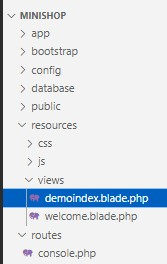 MINISHOP
app
bootstrap
config
database
public
resources
css
js
views
demoindex.blade.php
welcome.blade.php
routes
console.php